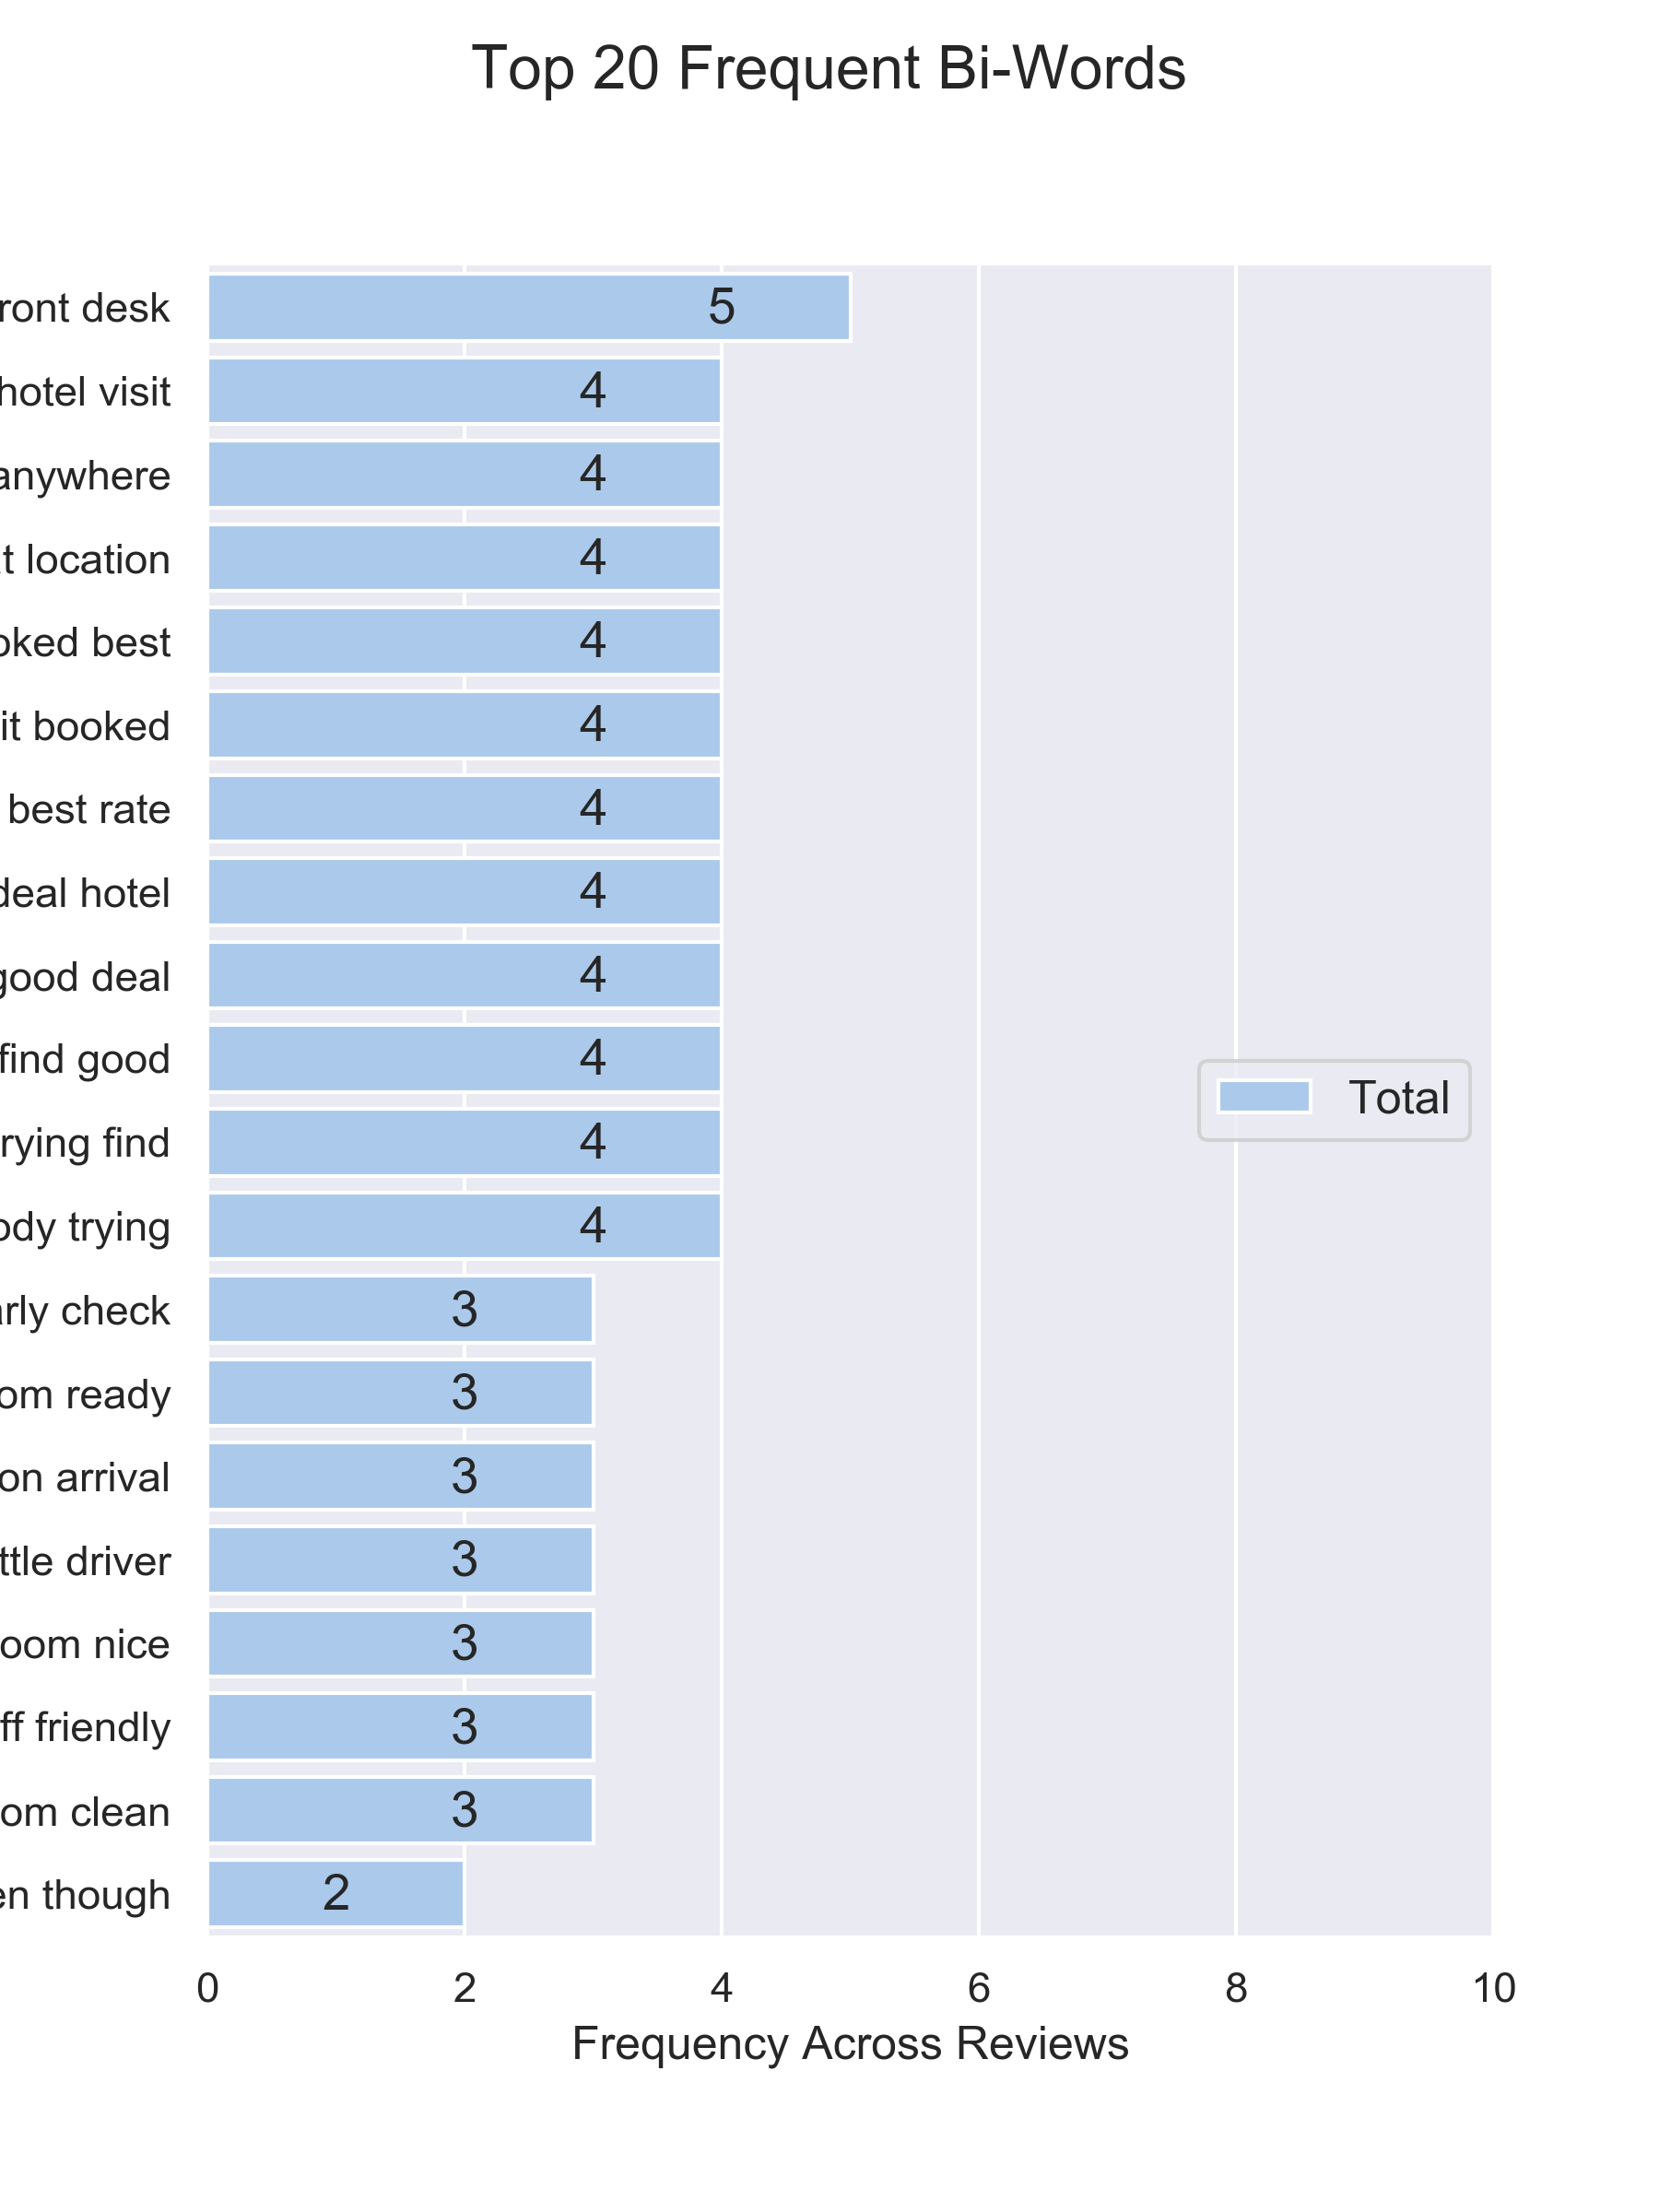 Top 20 Frequent Bi-Words
ront desk 5
hotel visit 4
anywhere 4
t location 4
oked best 4
it booked 4
best rate 4
deal hotel 4
good deal 4
find good 4
rying find 4
ody trying 4
arly check 3
om ready 3
on arrival 3
ttle driver 3
oom nice 3
ff friendly 3
om clean 3
en though 2
Total
0 2 4 6 8 10
Frequency Across Reviews